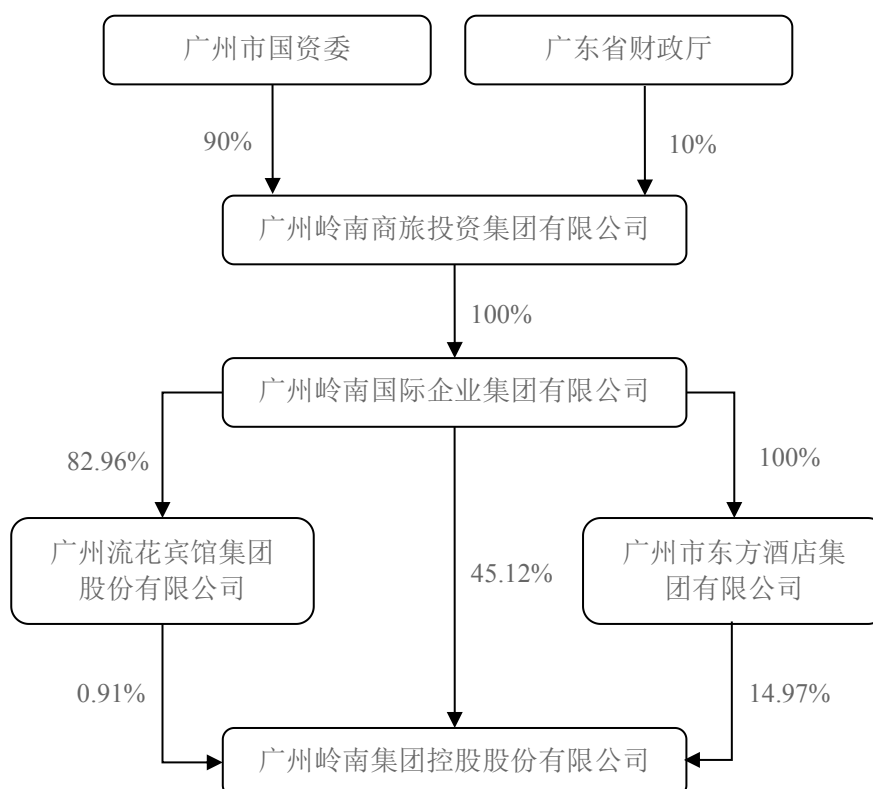 广州市国资委
广东省财政厅
90%
10%
广州岭南商旅投资集团有限公司
100%
广州岭南国际企业集团有限公司
82.96%
100%
广州流花宾馆集团
股份有限公司
45.12%
广州市东方酒店集
团有限公司
0.91%
14.97%
广州岭南集团控股股份有限公司